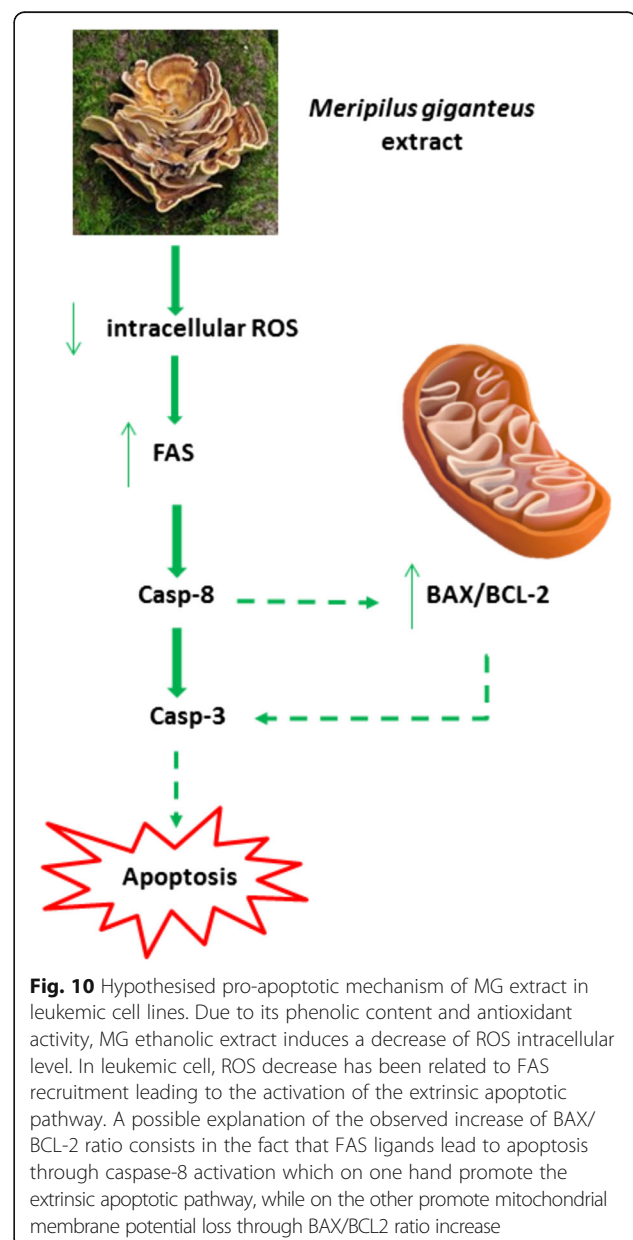 Meripilus giganteus
extract
intracellular ROS
FAS
Casp-8
BAX/BCL-2
Casp-3
Apoptosis
Fig. 10 Hypothesised pro-apoptotic mechanism of MG extract in
leukemic cell lines. Due to its phenolic content and antioxidant
activity, MG ethanolic extract induces a decrease of ROS intracellular
level. In leukemic cell, ROS decrease has been related to FAS
recruitment leading to the activation of the extrinsic apoptotic
pathway. A possible explanation of the observed increase of BAX/
BCL-2 ratio consists in the fact that FAS ligands lead to apoptosis
through caspase-8 activation which on one hand promote the
extrinsic apoptotic pathway, while on the other promote mitochondrial
membrane potential loss through BAX/BCL2 ratio increase